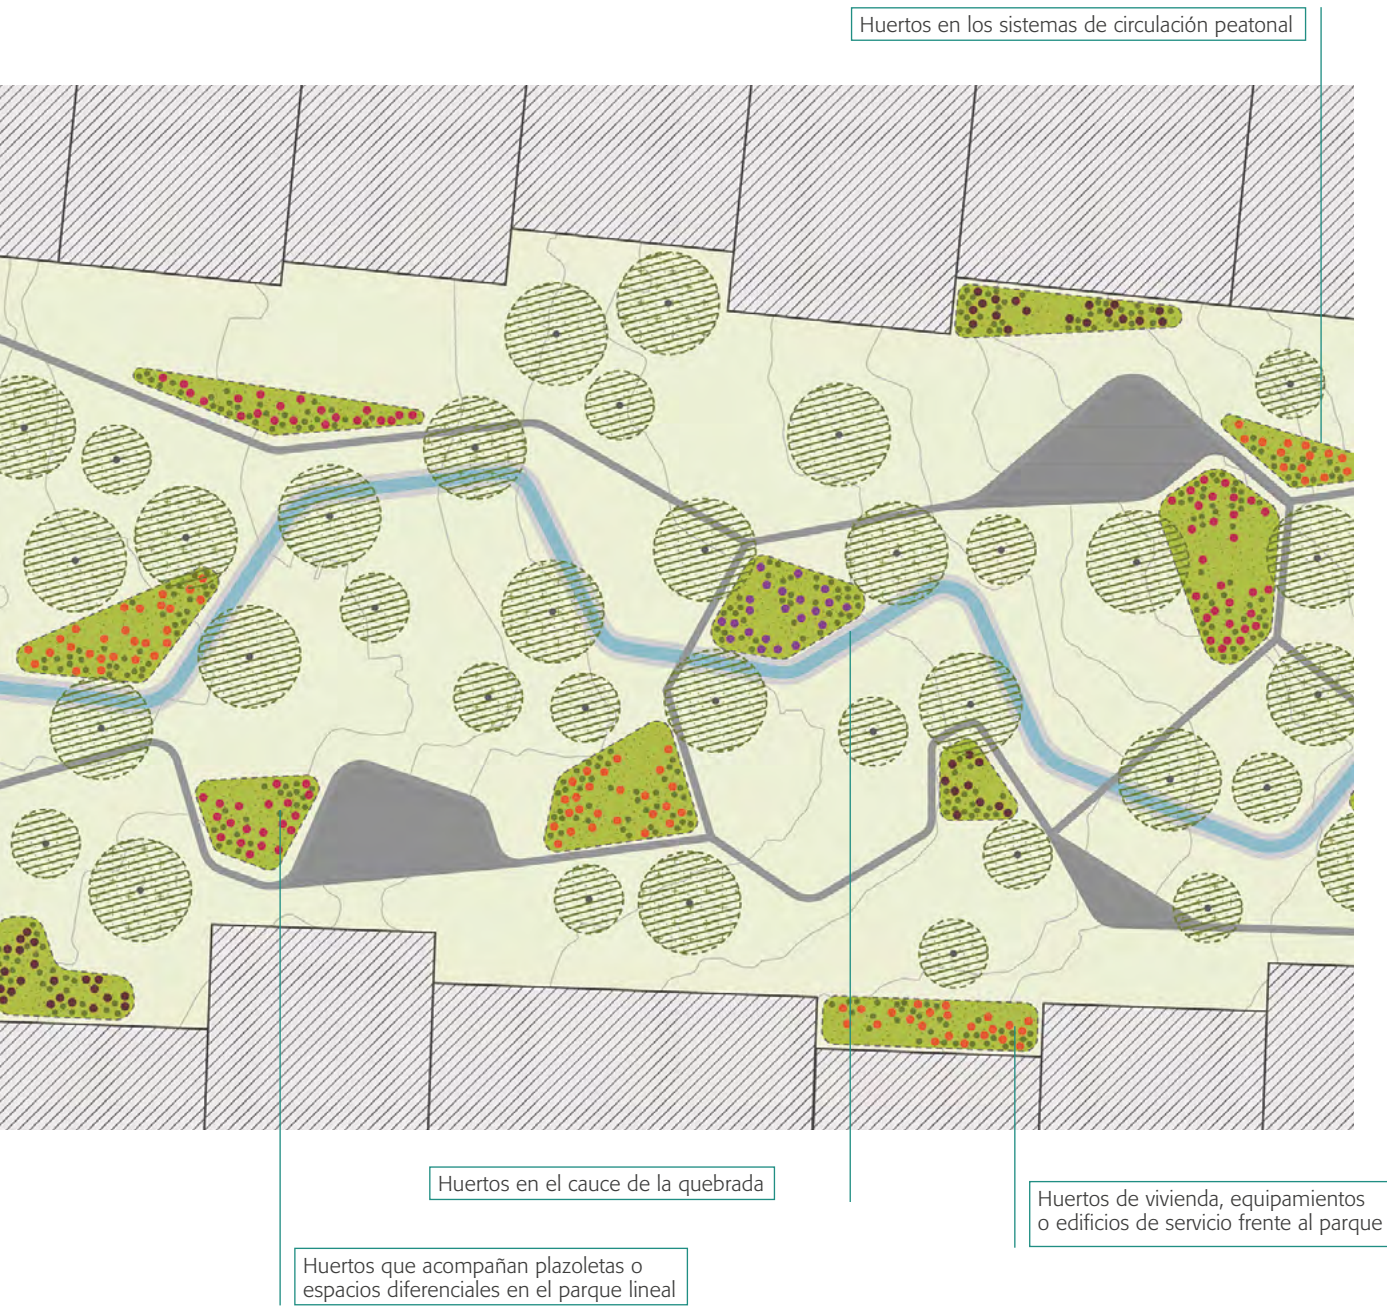 Huertos en los sistemas de circulación peatonal
Huertos en el cauce de la quebrada
Huertos de vivienda, equipamientos
o edificios de servicio frente al parque
Huertos que acompañan plazoletas o
espacios diferenciales en el parque lineal